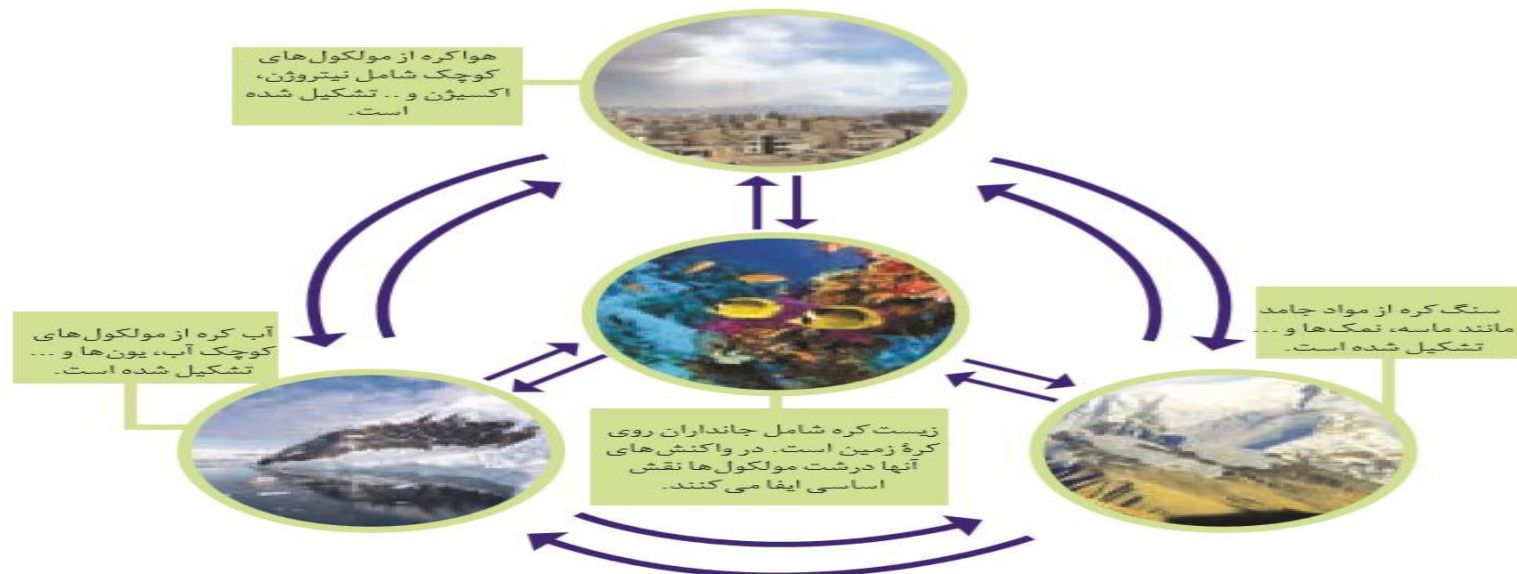 هواکره از مولکول‌های
کوچک شامل نیتروژن،
اکسیژن و .. تشکیل شده
است.
سنگ کره از مواد جامد
مانند ماسه، نمک‌ها و ...
تشکیل شده است.
آب کره از مولکول‌های
کوچک آب، یون‌ها و ...
تشکیل شده است.
زیست کره شامل جانداران روی
کرۀ زمین است. در واکنش‌های
آنها درشت مولکول‌ها نقش
اساسی ایفا می‌کنند.